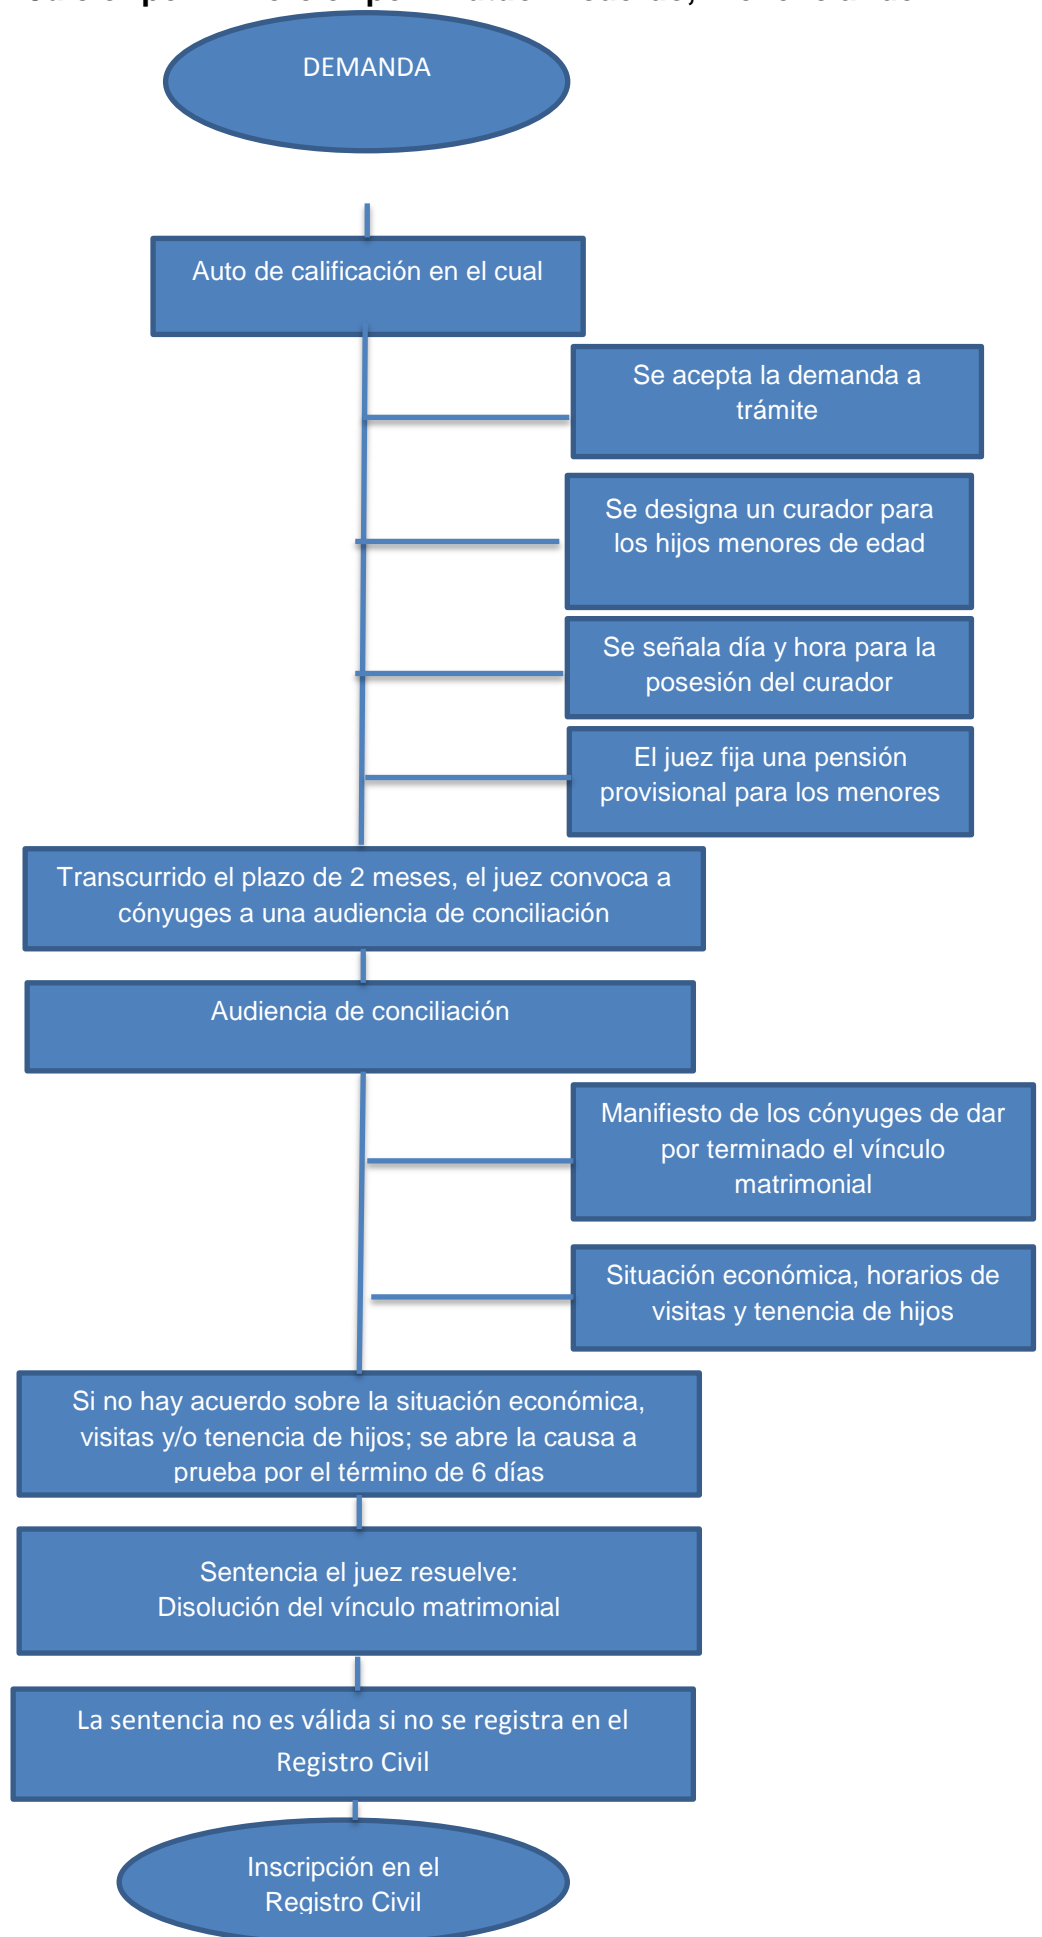 DEMANDA
Auto de calificación en el cual
Se acepta la demanda a
trámite
Se designa un curador para
los hijos menores de edad
Se señala día y hora para la
posesión del curador
El juez fija una pensión
provisional para los menores
Transcurrido el plazo de 2 meses, el juez convoca a
cónyuges a una audiencia de conciliación
Audiencia de conciliación
Manifiesto de los cónyuges de dar
por terminado el vínculo
matrimonial
Situación económica, horarios de
visitas y tenencia de hijos
Si no hay acuerdo sobre la situación económica,
visitas y/o tenencia de hijos; se abre la causa a
prueba por el término de 6 días
Sentencia el juez resuelve:
Disolución del vínculo matrimonial
La sentencia no es válida si no se registra en el
Registro Civil
Inscripción en el
Registro Civil